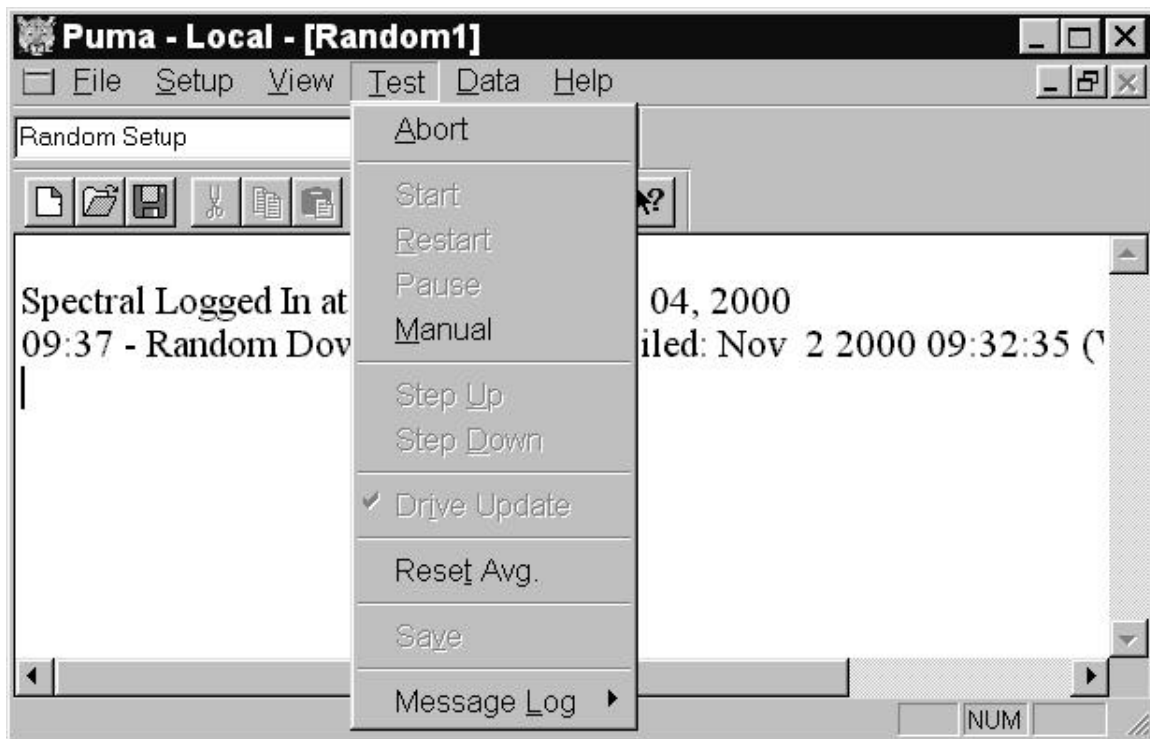 Puma - Local - [Random1]
File Setup View Test Data Help
Random Setup
Abort
Start
Restart
Pause
Manual
Step Up
Step Down
Drive Update
Reset Avg.
Save
Message Log
Spectral Logged In at 04, 2000
09:37 - Random Dov iled: Nov 2 2000 09:32:35 (
NUM